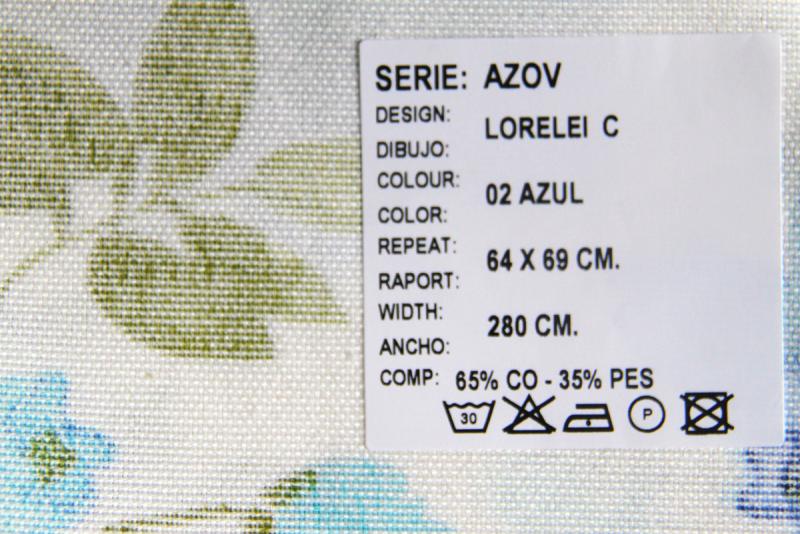 SERIE: AZOV
DESIGN:
DIBUJO: LORELEI C
COLOUR:
COLOR: 02 AZUL
REPEAT:
RAPORT: 64 X 69 CM.
WIDTH:
ANCHO: 280 CM.
COMP: 65% CO - 35% PES
30 P